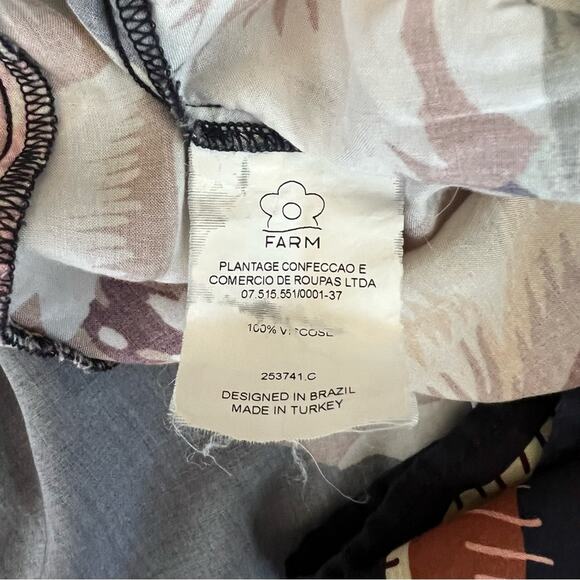 FARM
PLANTAGE CONFECCAO E
COMERCIO DE ROUPAS LTDA
07.515.551/0001-37
100%
253741.C
DESIGNED IN BRAZIL
MADE IN TURKEY